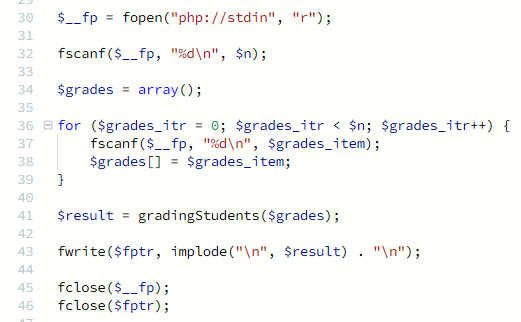 30 $__fp = fopen("php://stdin", "r");
31
32 fscanf($__fp, "%d\n", $n);
33
34 $grades = array();
35
36 for ($grades_itr = 0; $grades_itr < $n; $grades_itr++) {
37 fscanf($__fp, "%d\n", $grades_item);
38 $grades[] = $grades_item;
39 }
40
41 $result = gradingStudents($grades);
42
43 fwrite($fptr, implode("\n", $result) . "\n");
44
45 fclose($__fp);
46 fclose($fptr);